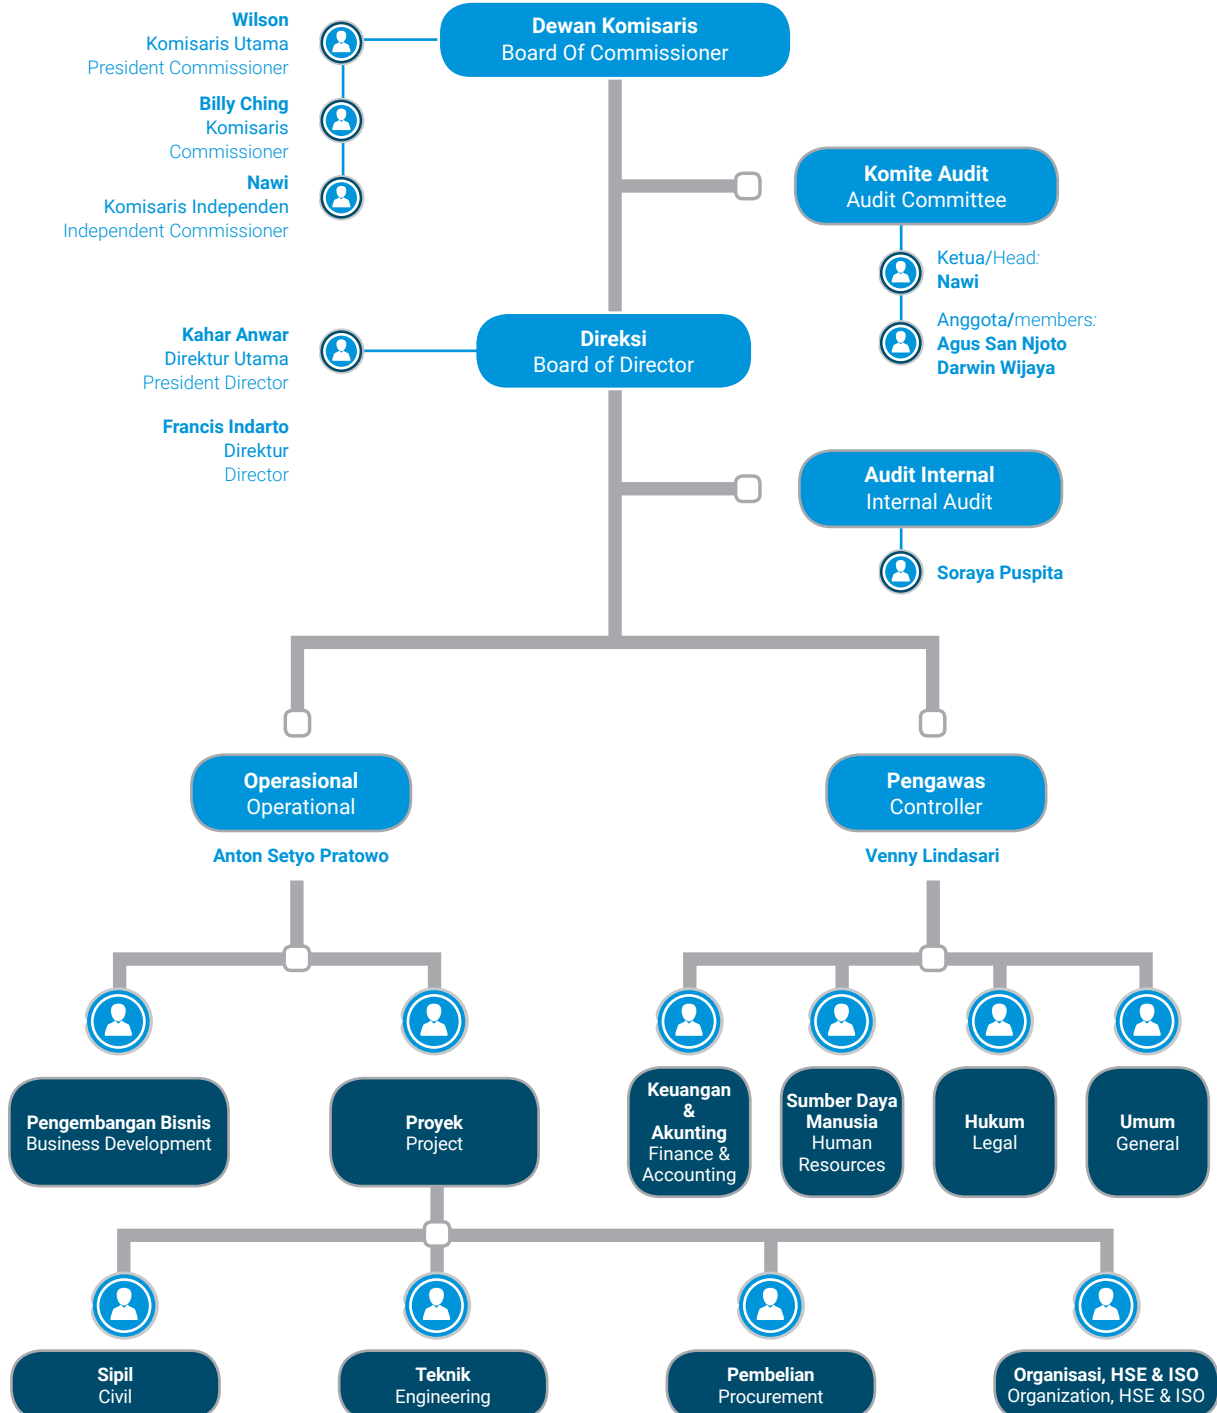 Wilson
Komisaris Utama
President Commissioner
Dewan Komisaris
Board Of Commissioner
Billy Ching
Komisaris
Commissioner
Nawi
Komisaris Independen
Independent Commissioner
Komite Audit
Audit Committee
Ketua/Head:
Nawi
Anggota/members:
Agus San Njoto
Darwin Wijaya
Kahar Anwar
Direktur Utama
President Director
Direksi
Board of Director
Francis Indarto
Direktur
Director
Audit Internal
Internal Audit
Soraya Puspita
Operasional
Operational
Anton Setyo Pratowo
Pengawas
Controller
Venny Lindasari
Pengembangan Bisnis
Business Development
Proyek
Project
Keuangan
&
Akunting
Finance &
Accounting
Sumber Daya
Manusia
Human
Resources
Hukum
Legal
Umum
General
Sipil
Civil
Teknik
Engineering
Pembelian
Procurement
Organisasi, HSE & ISO
Organization, HSE & ISO